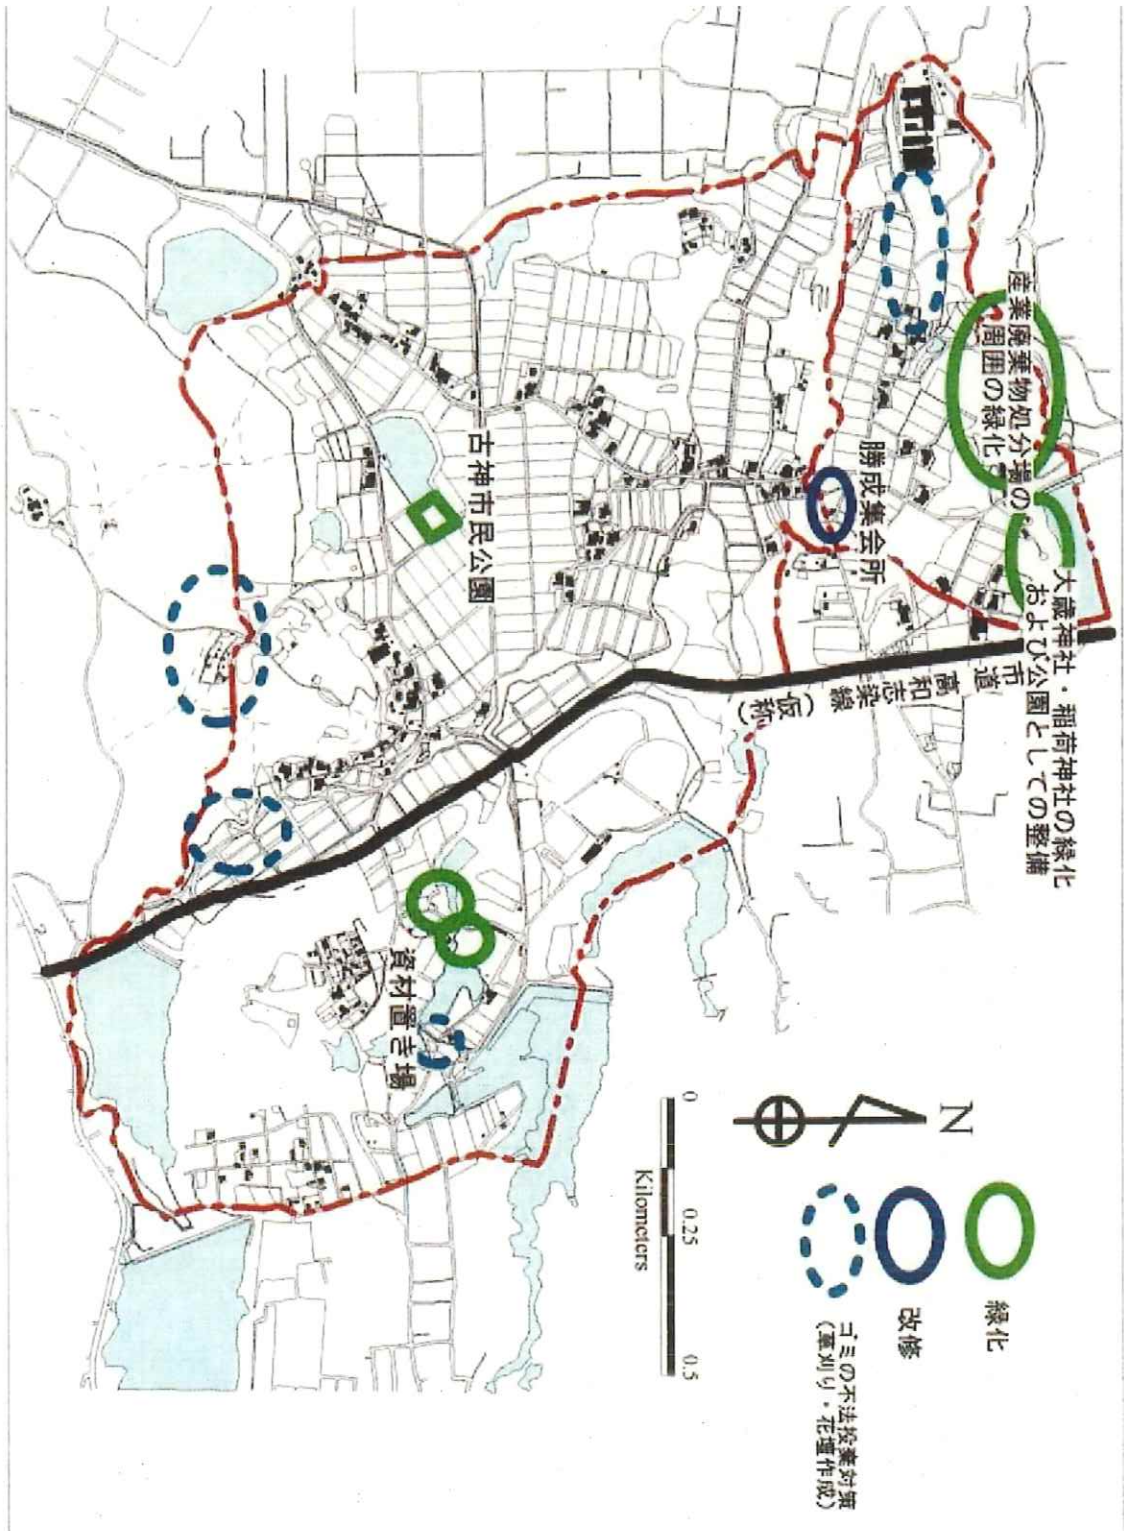 産業廃棄物処分場の
周囲の緑化
大歳神社・稲荷神社の緑化
および公園としての整備
勝成集会所
市道高和志染線(仮称)
古神市民公園
資材置き場
N
0 0.25 0.5
Kilometers
緑化
改修
ゴミの不法投棄対策
(草刈り・花壇作成)